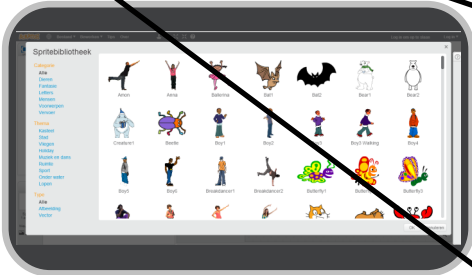 Spritebibliotheek
Categorie
Alle
Dieren
Fantasie
Letters
Mensen
Voorwerpen
Vervoer
Thema
Kasteel
Stad
Vliegen
Holiday
Muziek en dans
Ruimte
Sport
Onder water
Lopen
Type
Alle
Afbeelding
Vector
Amon Anna Ballerina Bat1 Bat2 Bear1 Bear2
Creature1 Beetle Boy1 Boy2 Boy3 Walking Boy4
Boy5 Boy6 Breakdancer1 Breakdancer2 Butterfly1 Butterfly3
OK